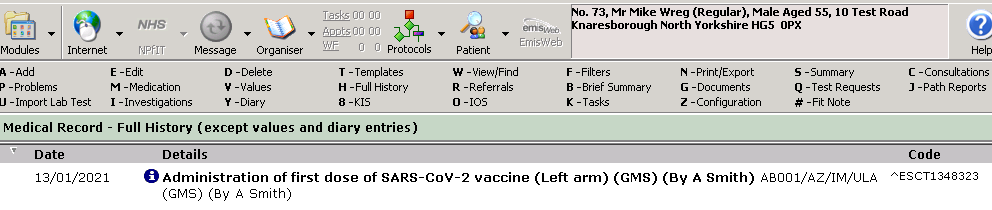 Tasks 00 00
NHS
Appts 00 00
WF 0 0
Modules Internet NPfIT Message Organiser Protocols Patient emisWeb EmisWeb Help
No. 73, Mr Mike Wreg (Regular), Male Aged 55, 10 Test Road
Knaresborough North Yorkshire HG5 0PX
A -Add E -Edit D -Delete T -Templates W -View/Find F -Filters N -Print/Export S -Summary C -Consultations
P -Problems M -Medication V -Values H -Full History R -Referrals B -Brief Summary G -Documents Q -Test Requests J -Path Reports
U -Import Lab Test I -Investigations Y -Diary 8 -KIS O -IOS K -Tasks Z -Configuration # -Fit Note
Medical Record - Full History (except values and diary entries)
Date Details Code
13/01/2021 Administration of first dose of SARS-CoV-2 vaccine (Left arm) (GMS) (By A Smith) AB001/AZ/IM/ULA ^ESCT1348323
(GMS) (By A Smith)